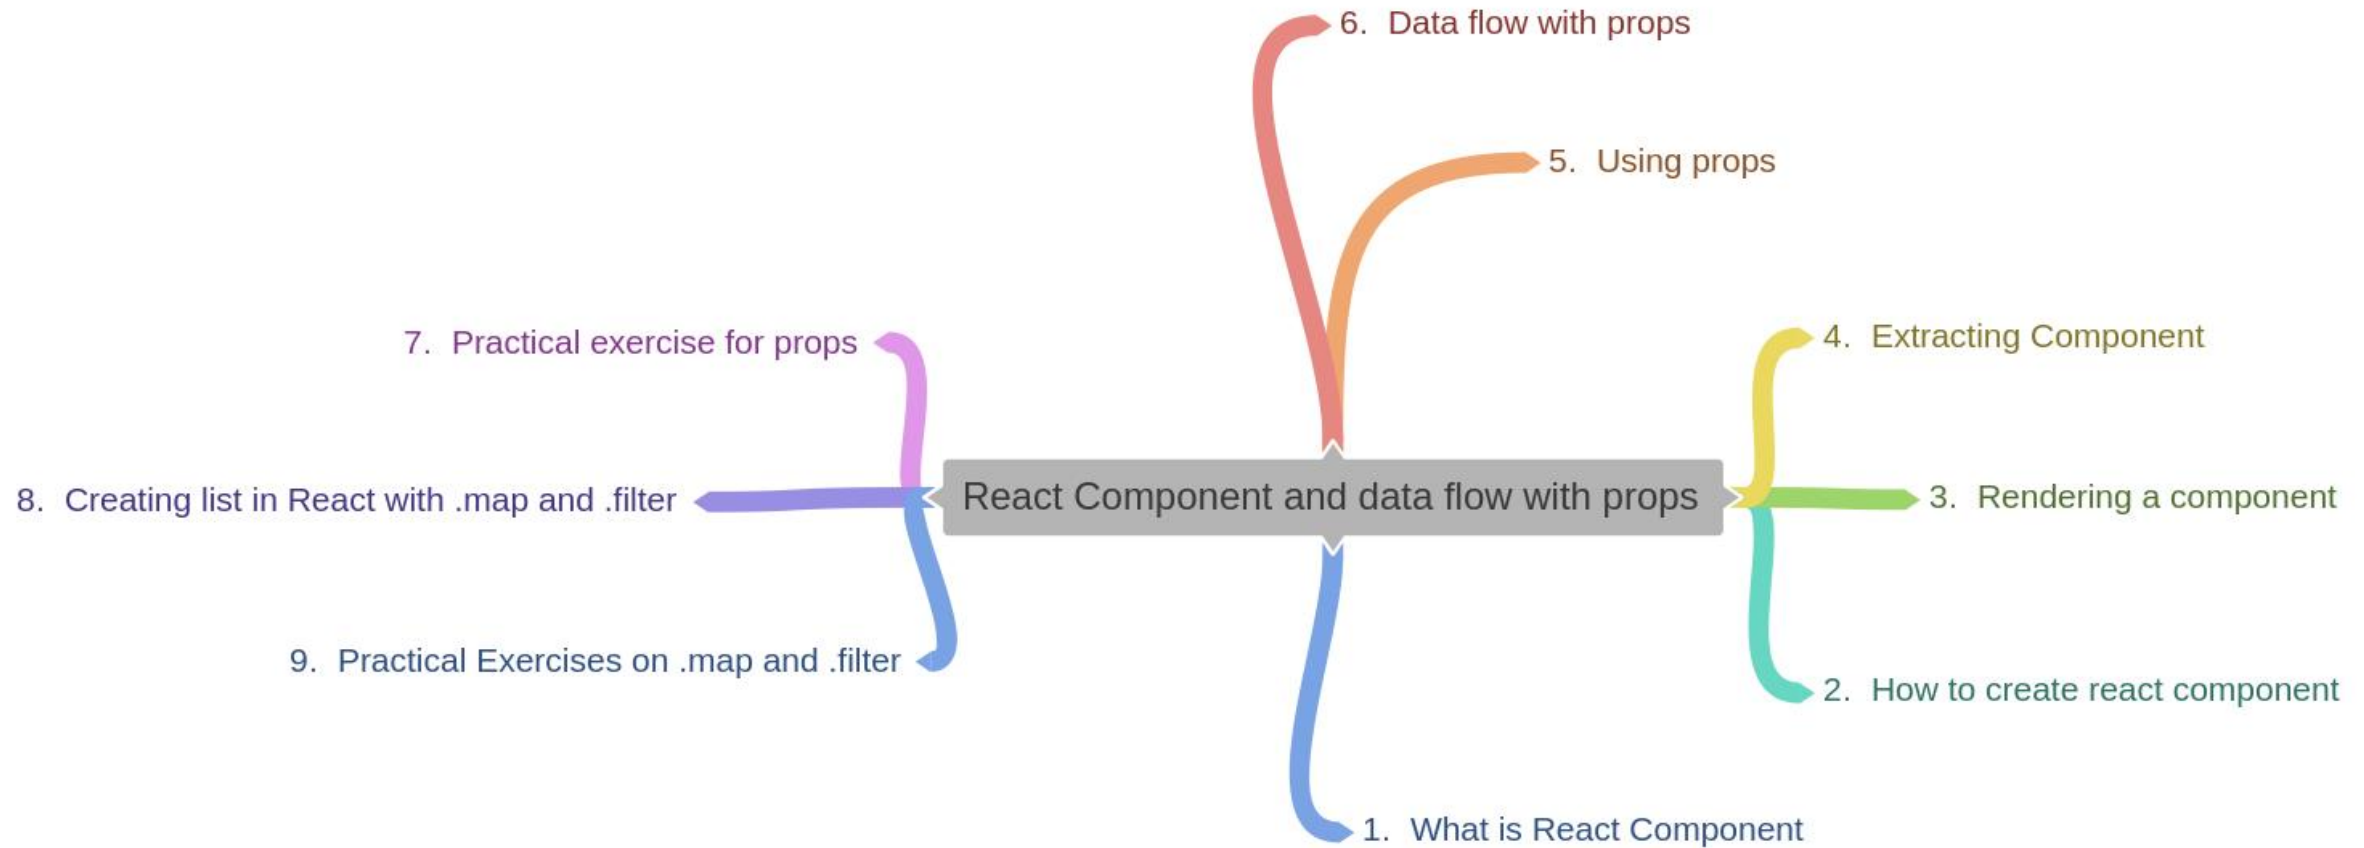 6. Data flow with props
5. Using props
7. Practical exercise for props
4. Extracting Component
8. Creating list in React with .map and .filter
React Component and data flow with props
3. Rendering a component
9. Practical Exercises on .map and .filter
2. How to create react component
1. What is React Component